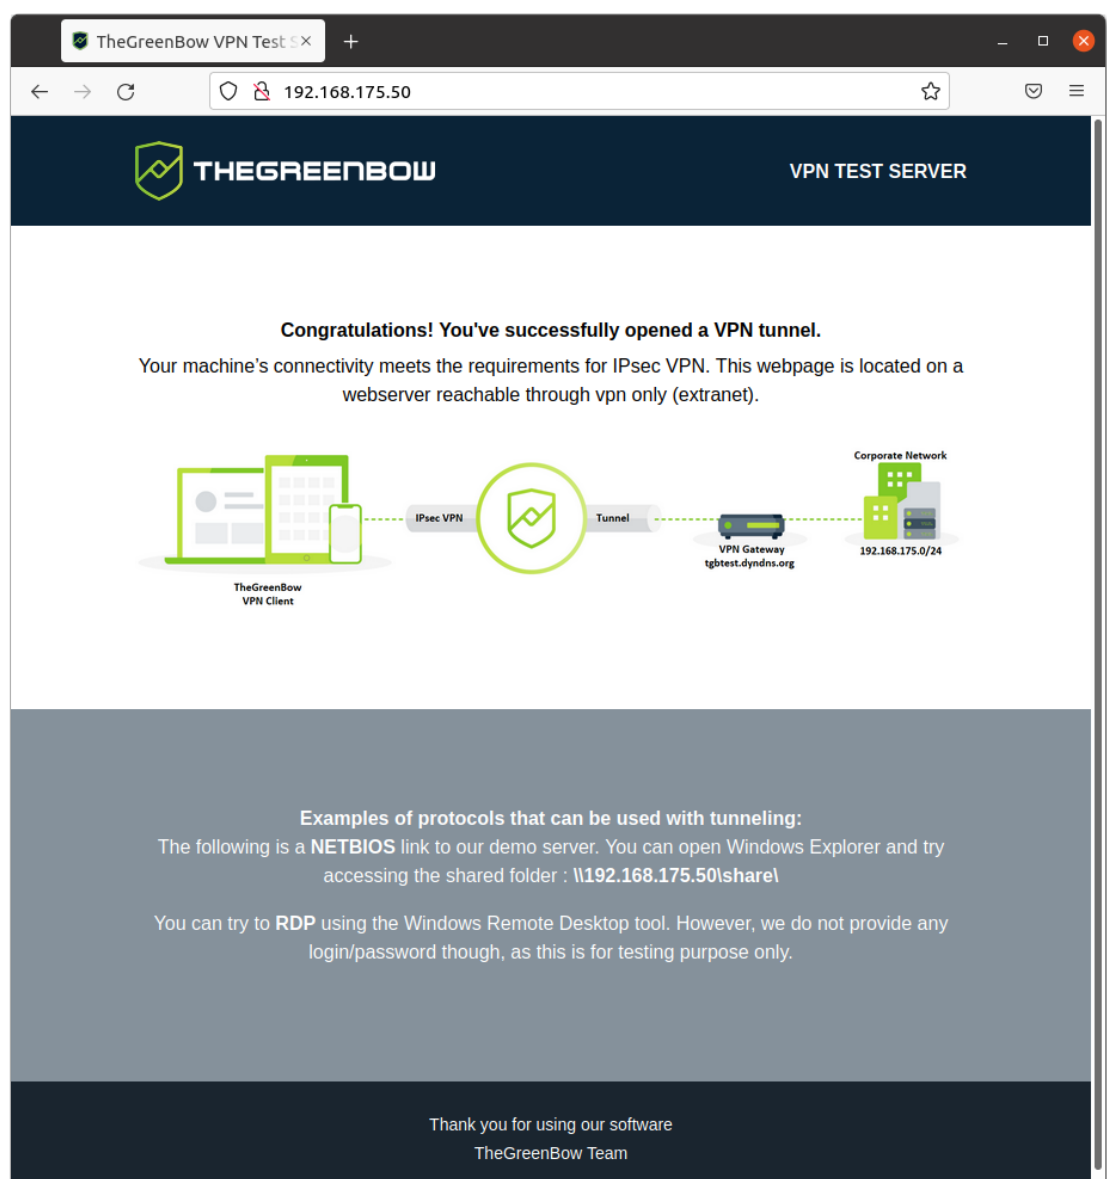 TheGreenBow VPN Test S
192.168.175.50
THEGREENBOW
VPN TEST SERVER
Congratulations! You've successfully opened a VPN tunnel.
Your machine’s connectivity meets the requirements for IPsec VPN. This webpage is located on a
webserver reachable through vpn only (extranet).
Corporate Network
IPsec VPN
Tunnel
VPN Gateway
tgbtest.dyndns.org
192.168.175.0/24
TheGreenBow
VPN Client
Examples of protocols that can be used with tunneling:
The following is a NETBIOS link to our demo server. You can open Windows Explorer and try
accessing the shared folder : \\192.168.175.50\share\
You can try to RDP using the Windows Remote Desktop tool. However, we do not provide any
login/password though, as this is for testing purpose only.
Thank you for using our software
TheGreenBow Team